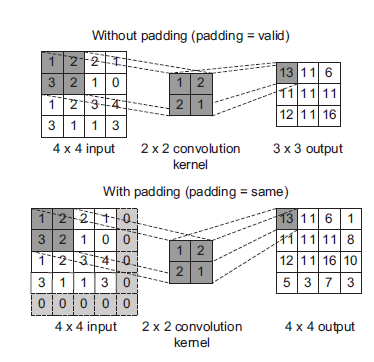 Without padding (padding = valid)
1 2 2 1
3 2 1 0
1 2 3 4
3 1 1 3
1 2
2 1
13 11 6
11 11 11
12 11 16
4 x 4 input
2 x 2 convolution
kernel
3 x 3 output
With padding (padding = same)
1 2 2 1 0
3 2 1 0 0
1 2 3 4 0
3 1 1 3 0
0 0 0 0 0
1 2
2 1
13 11 6 1
11 11 11 8
12 11 16 10
5 3 7 3
4 x 4 input
2 x 2 convolution
kernel
4 x 4 output